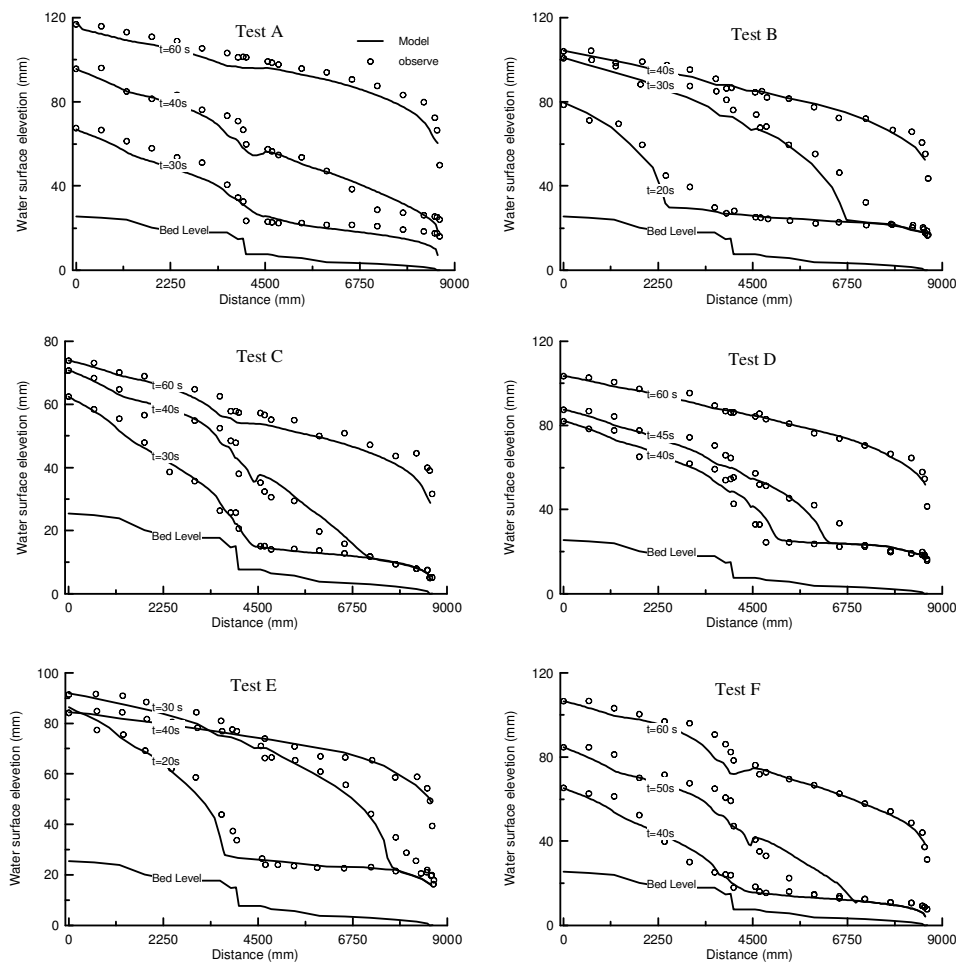 Test A
Model
observe
t=60 s
t=40s
t=30s
Bed Level
Water surface elevetion (mm)
120
80
40
0
0
2250
4500
6750
9000
Distance (mm)
Test B
t=40s
t=30s
t=20s
Bed Level
Water surface elevetion (mm)
120
80
40
0
0
2250
4500
6750
9000
Distance (mm)
Test C
t=60 s
t=40s
t=30s
Bed Level
Water surface elevetion (mm)
80
60
40
20
0
0
2250
4500
6750
9000
Distance (mm)
Test D
t=60 s
t=45s
t=40s
Bed Level
Water surface elevetion (mm)
120
80
40
0
0
2250
4500
6750
9000
Distance (mm)
Test E
t=30 s
t=40s
t=20s
Bed Level
Water surface elevetion (mm)
100
80
60
40
20
0
0
2250
4500
6750
9000
Distance (mm)
Test F
t=60 s
t=50s
t=40s
Bed Level
Water surface elevetion (mm)
120
80
40
0
0
2250
4500
6750
9000
Distance (mm)